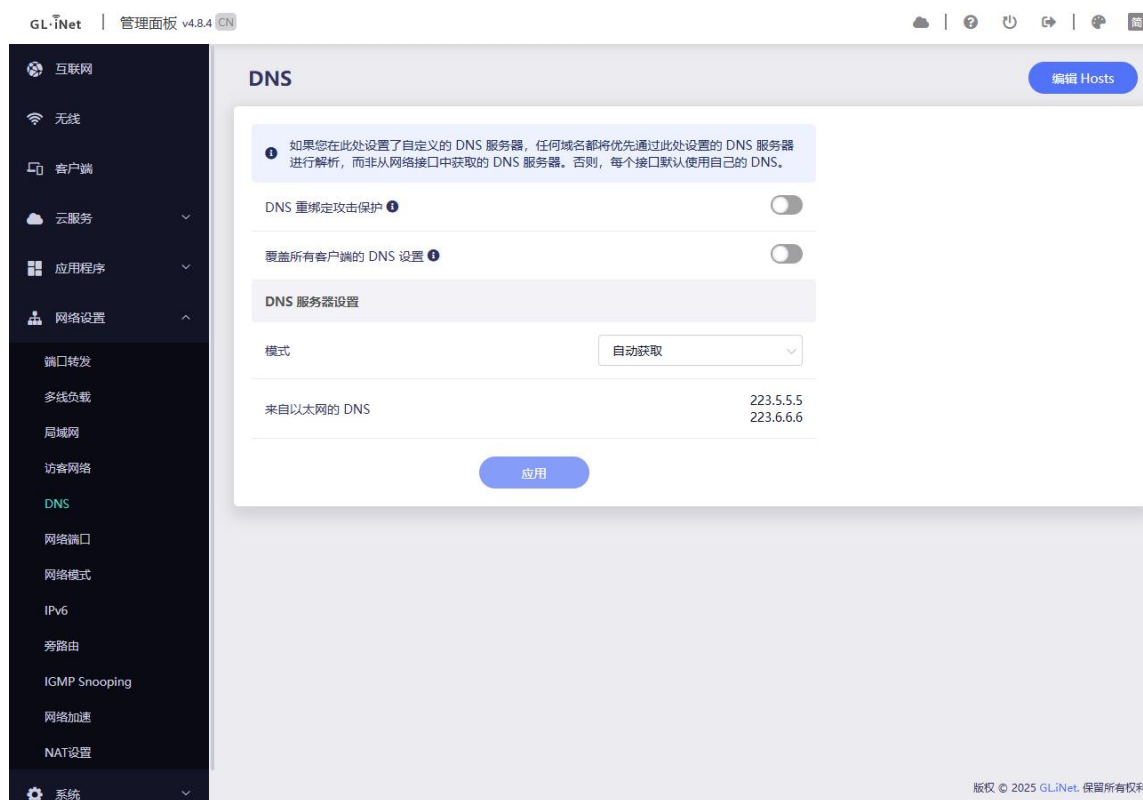 GL·iNet | 管理面板 v4.8.4 CN
简
互联网
无线
客户端
云服务
应用程序
网络设置
端口转发
多线负载
局域网
访客网络
DNS
网络端口
网络模式
IPv6
旁路由
IGMP Snooping
网络加速
NAT设置
系统
DNS
编辑 Hosts
如果您在此处设置了自定义的 DNS 服务器，任何域名都将优先通过此处设置的 DNS 服务器
进行解析，而非从网络接口中获取的 DNS 服务器。否则，每个接口默认使用自己的 DNS。
DNS 重绑定攻击保护
覆盖所有客户端的 DNS 设置
DNS 服务器设置
模式
自动获取
来自以太网的 DNS
223.5.5.5
223.6.6.6
应用
版权 © 2025 GL.iNet. 保留所有权利